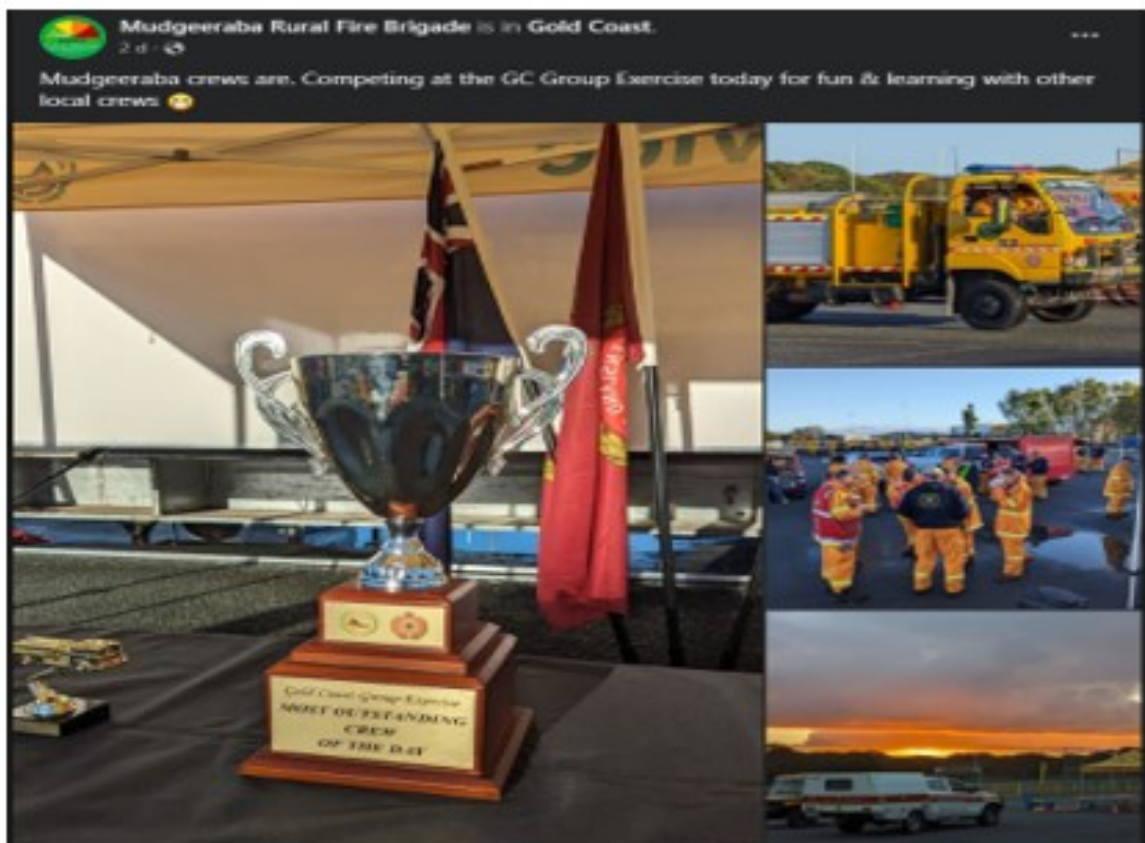 Mudgeeraba Rural Fire Brigade is in Gold Coast.
2 d
Mudgeeraba crews are. Competing at the GC Group Exercise today for fun & learning with other
local crews
Gold Coast Group Exercise
MOST OUTSTANDING
CREW
OF THE DAY